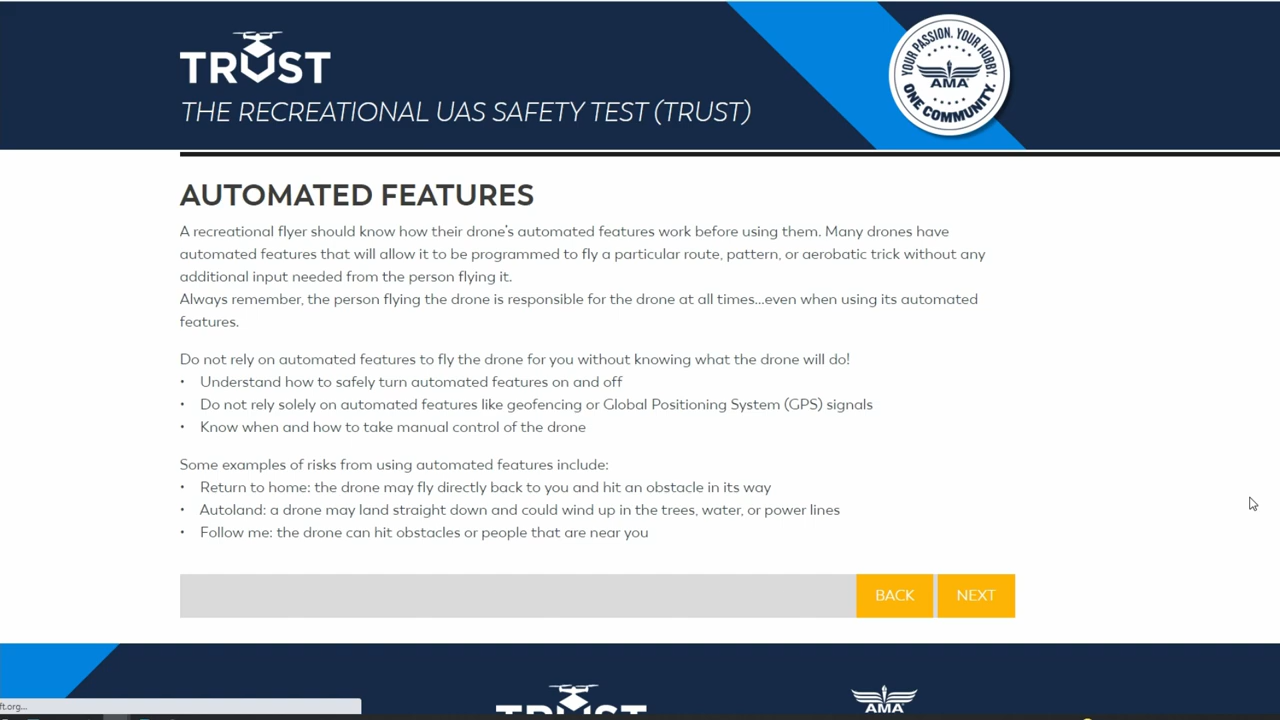 TRUST
THE RECREATIONAL UAS SAFETY TEST (TRUST)
YOUR PASSION. YOUR HOBBY.
AMA
ONE COMMUNITY.
AUTOMATED FEATURES
A recreational flyer should know how their drone's automated features work before using them. Many drones have
automated features that will allow it to be programmed to fly a particular route, pattern, or aerobatic trick without any
additional input needed from the person flying it.
Always remember, the person flying the drone is responsible for the drone at all times...even when using its automated
features.
Do not rely on automated features to fly the drone for you without knowing what the drone will do!
• Understand how to safely turn automated features on and off
• Do not rely solely on automated features like geofencing or Global Positioning System (GPS) signals
• Know when and how to take manual control of the drone
Some examples of risks from using automated features include:
• Return to home: the drone may fly directly back to you and hit an obstacle in its way
• Autoland: a drone may land straight down and could wind up in the trees, water, or power lines
• Follow me: the drone can hit obstacles or people that are near you
BACK NEXT
TRUST
AMA
ft.org...